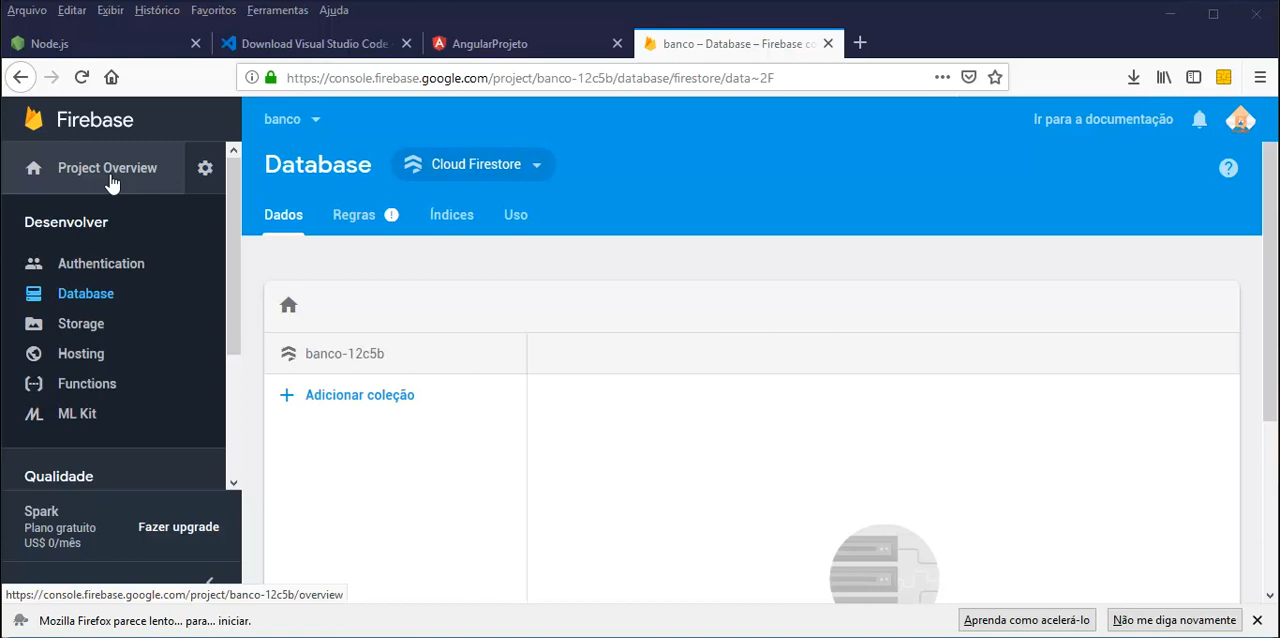 Arquivo Editar Exibir Histórico Favoritos Ferramentas Ajuda
Node.js
Download Visual Studio Code
AngularProjeto
banco – Database – Firebase co
https://console.firebase.google.com/project/banco-12c5b/database/firestore/data~2F
Firebase
banco
Ir para a documentação
Project Overview
Database
Cloud Firestore
?
Desenvolver
Dados
Regras !
Índices
Uso
Authentication
Database
Storage
Hosting
Functions
ML Kit
banco-12c5b
+ Adicionar coleção
Qualidade
Spark
Plano gratuito
US$ 0/mês
Fazer upgrade
https://console.firebase.google.com/project/banco-12c5b/overview
Mozilla Firefox parece lento... para... iniciar.
Aprenda como acelerá-lo
Não me diga novamente